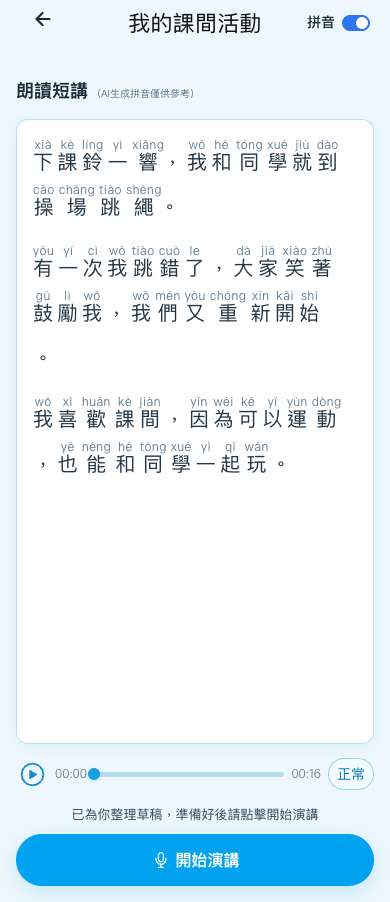 我的課間活動
拼音
朗讀短講 (AI生成拼音僅供參考)
xià kè líng yì xiǎng wǒ hé tóng xué jiù dào
下課鈴一響，我和同學就到
cāo chǎng tiào shéng
操場跳繩。
yǒu yí cì wǒ tiào cuò le dà jiā xiào zhù
有一次我跳錯了，大家笑著
gǔ lì wǒ wǒ mén yòu chóng xīn kāi shǐ
鼓勵我，我們又重新開始
。
wǒ xǐ huān kè jiàn yīn wéi kě yǐ yùn dòng
我喜歡課間，因為可以運動
yě néng hé tóng xué yì qǐ wán
，也能和同學一起玩。
00:00 00:16 正常
已為你整理草稿，準備好後請點擊開始演講
開始演講